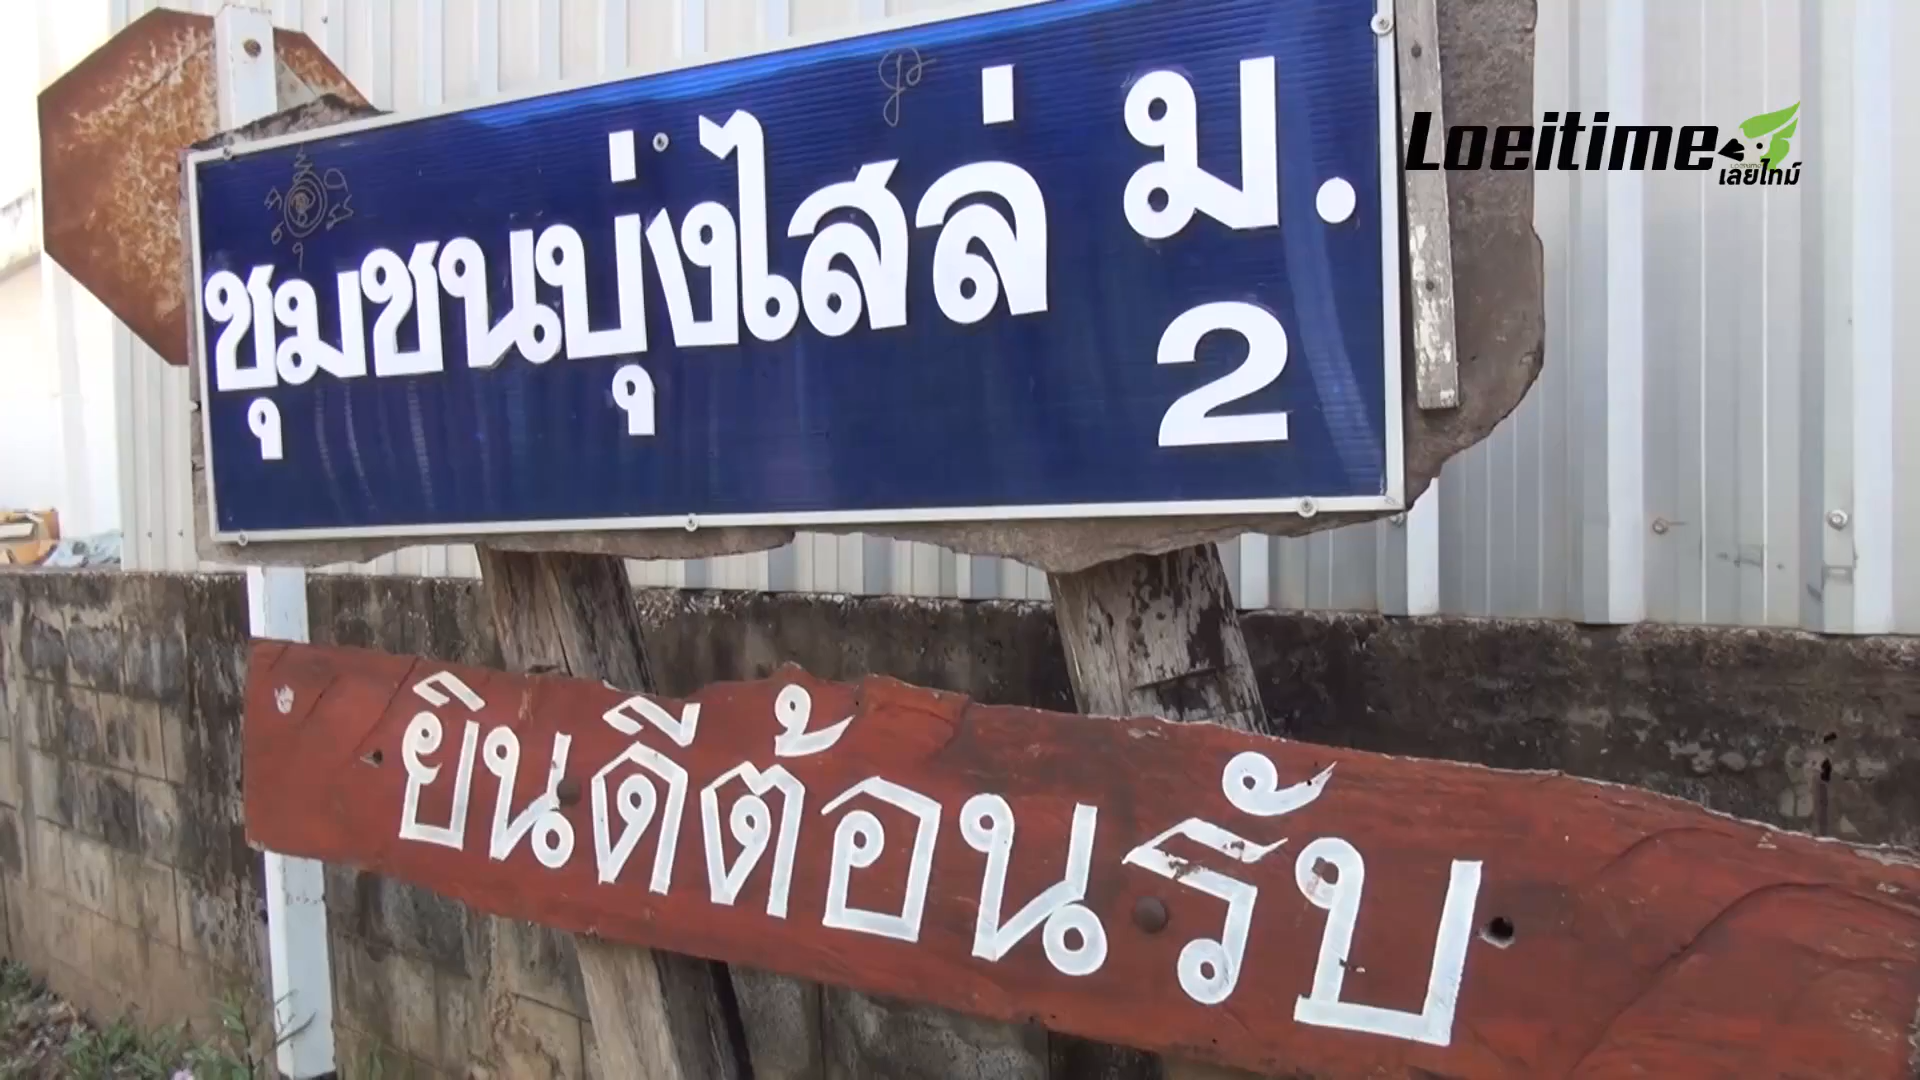 ชุมชนบุ่งไสล่ ม.
2
ยินดีต้อนรับ
Loeitime
เลยไทม์